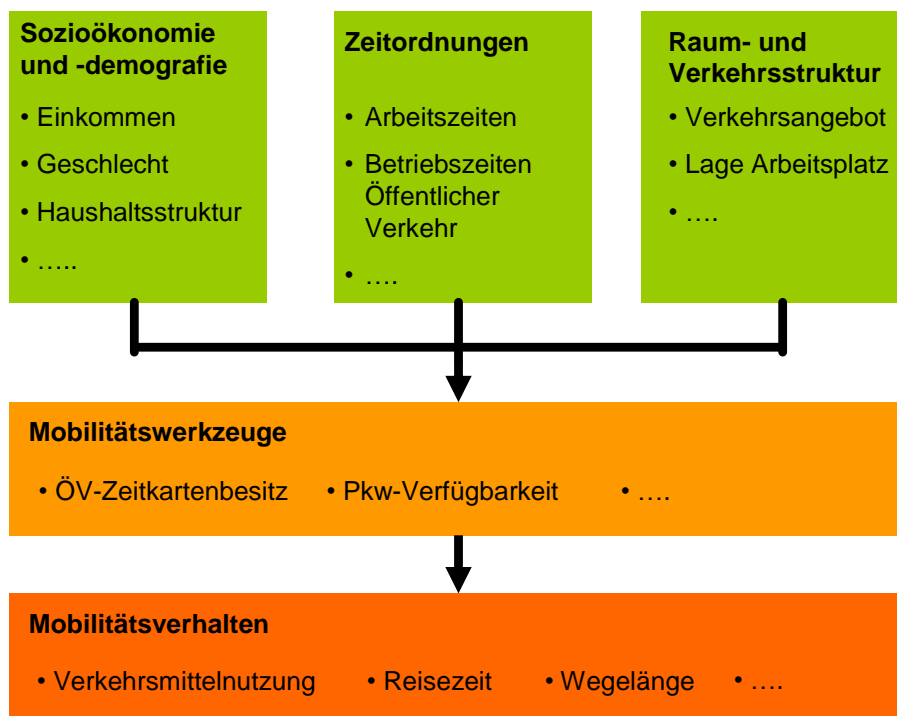 Sozioökonomie
und -demografie
• Einkommen
• Geschlecht
• Haushaltsstruktur
• …..
Zeitordnungen
• Arbeitszeiten
• Betriebszeiten
Öffentlicher
Verkehr
• ….
Raum- und
Verkehrsstruktur
• Verkehrsangebot
• Lage Arbeitsplatz
• ….
Mobilitätswerkzeuge
• ÖV-Zeitkartenbesitz • Pkw-Verfügbarkeit • ….
Mobilitätsverhalten
• Verkehrsmittelnutzung • Reisezeit • Wegelänge • ….